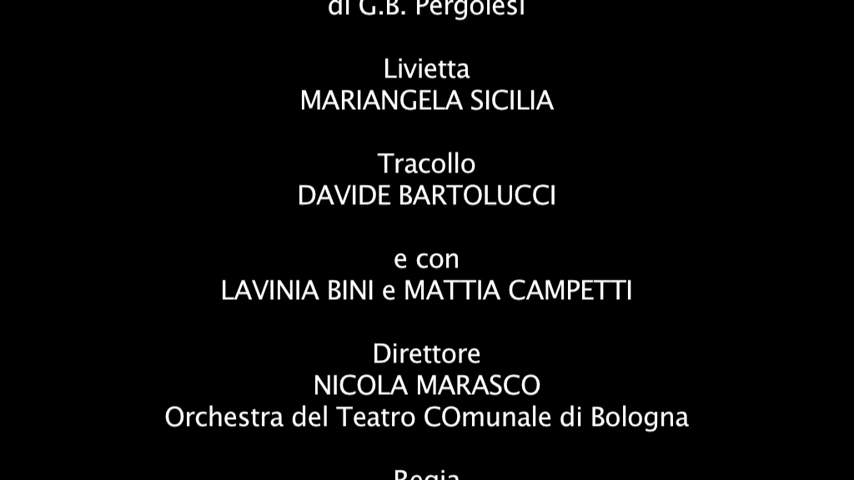 di G.B. Pergolesi
Livietta
MARIANGELA SICILIA
Tracollo
DAVIDE BARTOLUCCI
e con
LAVINIA BINI e MATTIA CAMPETTI
Direttore
NICOLA MARASCO
Orchestra del Teatro COmunale di Bologna
Regia